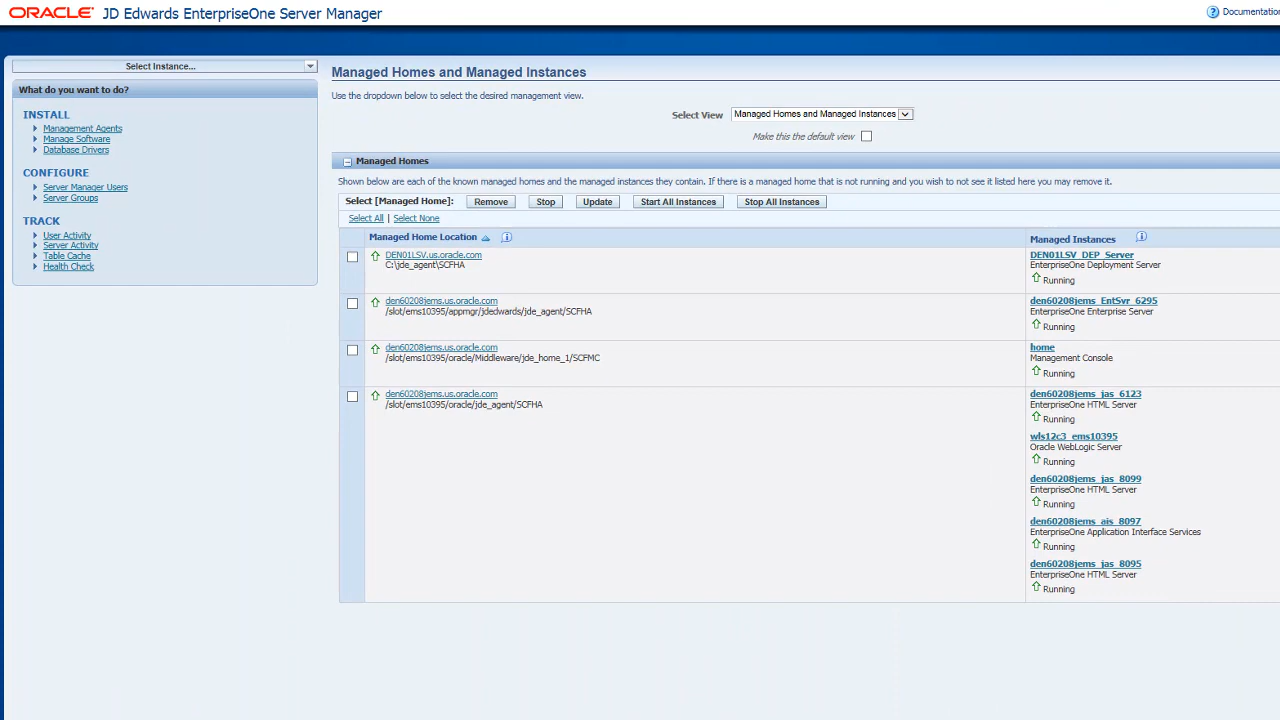 ORACLE JD Edwards EnterpriseOne Server Manager
Documentation
Select Instance...
What do you want to do?
INSTALL
Management Agents
Manage Software
Database Drivers
CONFIGURE
Server Manager Users
Server Groups
TRACK
User Activity
Server Activity
Table Cache
Health Check
Managed Homes and Managed Instances
Use the dropdown below to select the desired management view.
Select View Managed Homes and Managed Instances
Make this the default view
Managed Homes
Shown below are each of the known managed homes and the managed instances they contain. If there is a managed home that is not running and you wish to not see it listed here you may remove it.
Select [Managed Home]: Remove Stop Update Start All Instances Stop All Instances
Select All | Select None
Managed Home Location Managed Instances
DEN01LSV.us.oracle.com
C:\jde_agent\SCFHA
DEN01LSV_DEP_Server
EnterpriseOne Deployment Server
Running
den60208jems.us.oracle.com
/slot/ems10395/appmgr/jdedwards/jde_agent/SCFHA
den60208jems_EntSvr_6295
EnterpriseOne Enterprise Server
Running
den60208jems.us.oracle.com
/slot/ems10395/oracle/Middleware/jde_home_1/SCFMC
home
Management Console
Running
den60208jems.us.oracle.com
/slot/ems10395/oracle/jde_agent/SCFHA
den60208jems_jas_6123
EnterpriseOne HTML Server
Running
wls12c3_ems10395
Oracle WebLogic Server
Running
den60208jems_jas_8099
EnterpriseOne HTML Server
Running
den60208jems_ais_8097
EnterpriseOne Application Interface Services
Running
den60208jems_jas_8095
EnterpriseOne HTML Server
Running